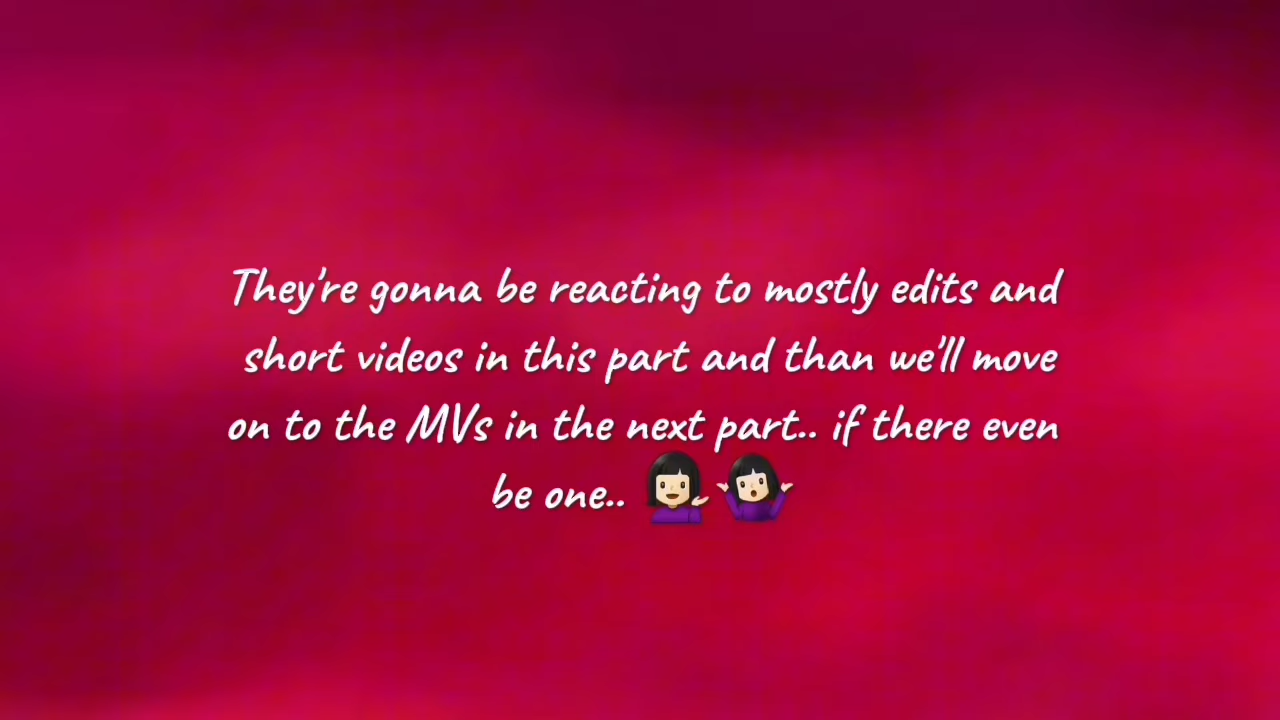 They're gonna be reacting to mostly edits and
short videos in this part and than we'll move
on to the MVs in the next part.. if there even
be one.. 💁🏻‍♀️🤷🏻‍♀️